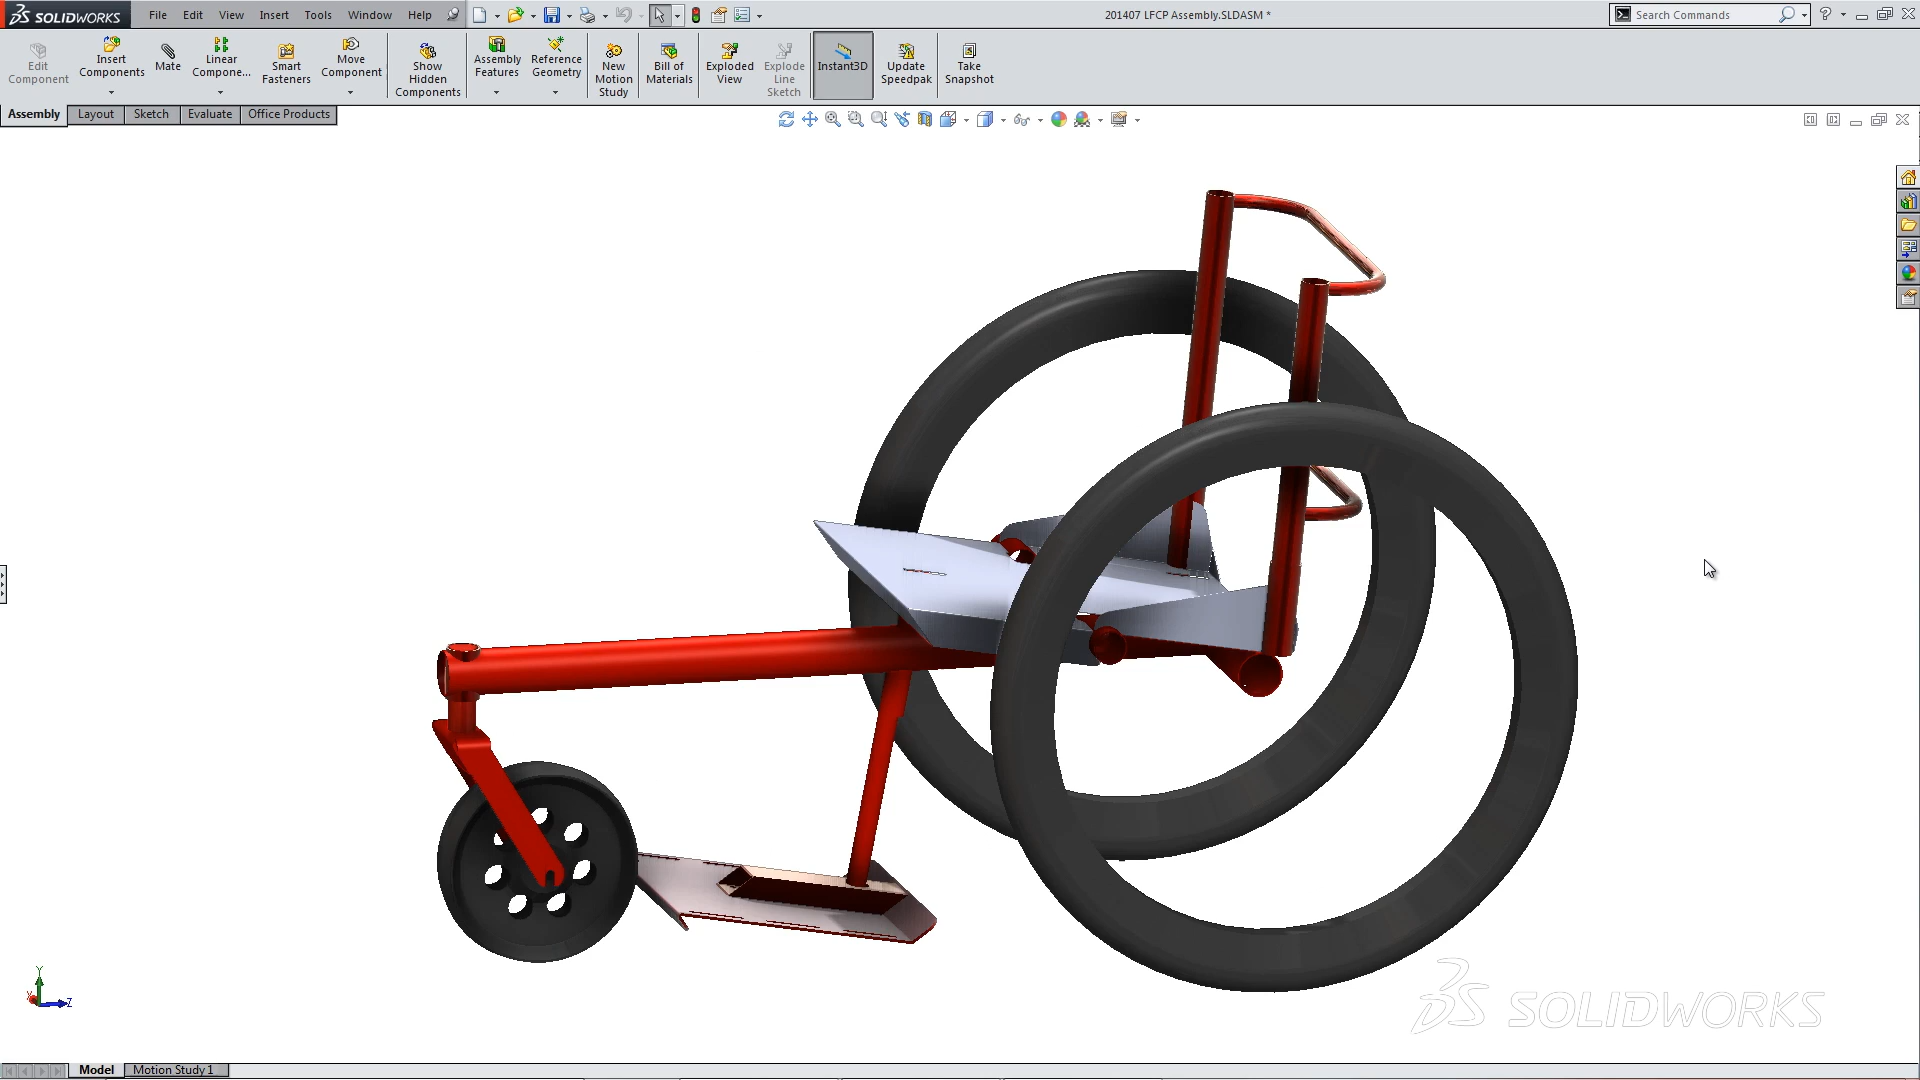 SOLIDWORKS File Edit View Insert Tools Window Help 201407 LFCP Assembly.SLDASM * Search Commands ?
Edit Component
Insert Components
Mate
Linear Compone...
Smart Fasteners
Move Component
Show Hidden Components
Assembly Features
Reference Geometry
New Motion Study
Bill of Materials
Exploded View
Explode Line Sketch
Instant3D
Update Speedpak
Take Snapshot
Assembly Layout Sketch Evaluate Office Products
Y
Z
SOLIDWORKS
Model Motion Study 1